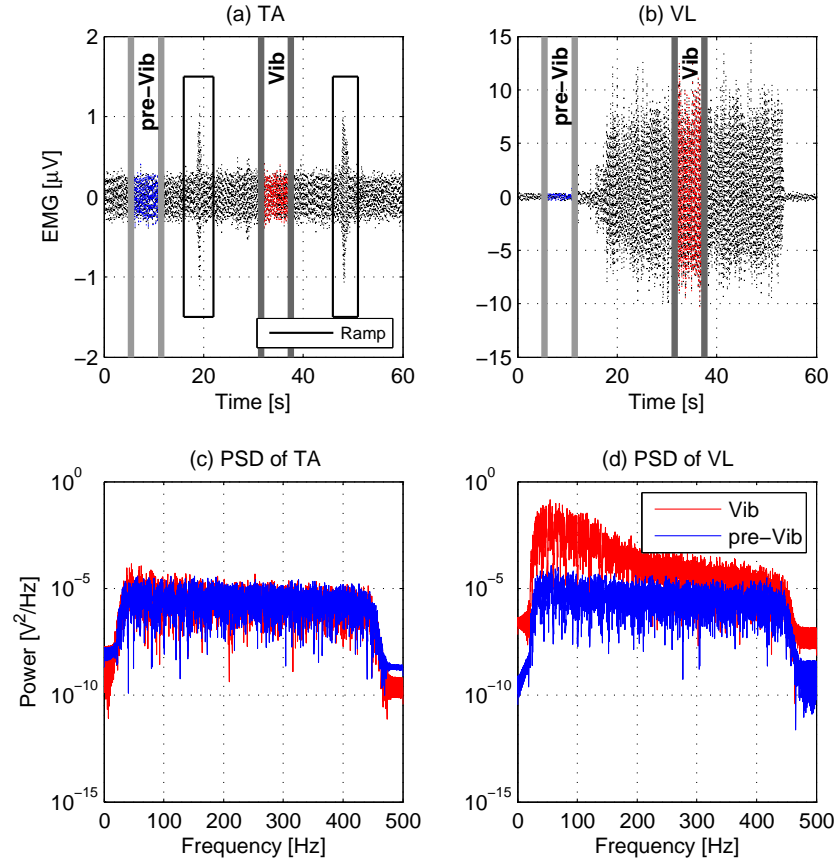 (a) TA
2
1
0
−1
−2
EMG [μV]
pre−Vib
Vib
Ramp
0
20
40
60
Time [s]
(b) VL
15
10
5
0
−5
−10
−15
pre−Vib
Vib
0
20
40
60
Time [s]
(c) PSD of TA
10^0
10^−5
10^−10
10^−15
Power [V^2/Hz]
0
100
200
300
400
500
Frequency [Hz]
(d) PSD of VL
10^0
10^−5
10^−10
10^−15
Vib
pre−Vib
0
100
200
300
400
500
Frequency [Hz]